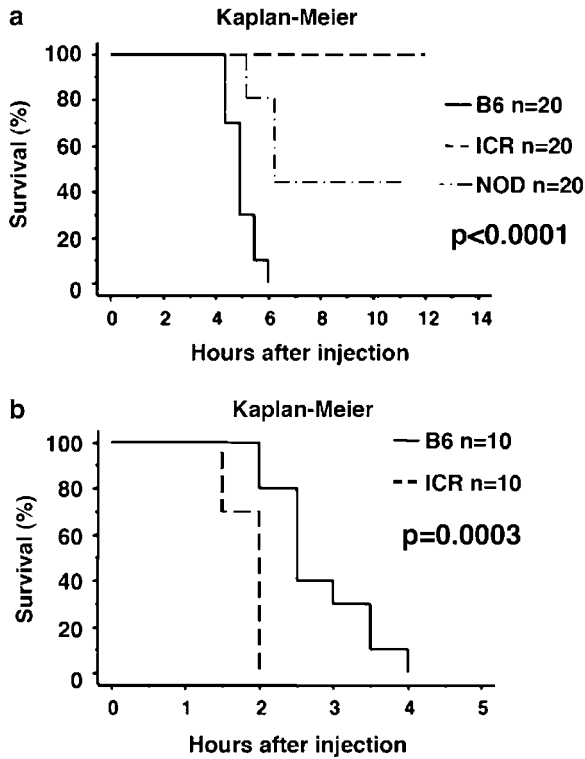 a
Kaplan-Meier
100
80
60
40
20
0
Survival (%)
0 2 4 6 8 10 12 14
Hours after injection
B6 n=20
ICR n=20
NOD n=20
p<0.0001
b
Kaplan-Meier
100
80
60
40
20
0
Survival (%)
0 1 2 3 4 5
Hours after injection
B6 n=10
ICR n=10
p=0.0003